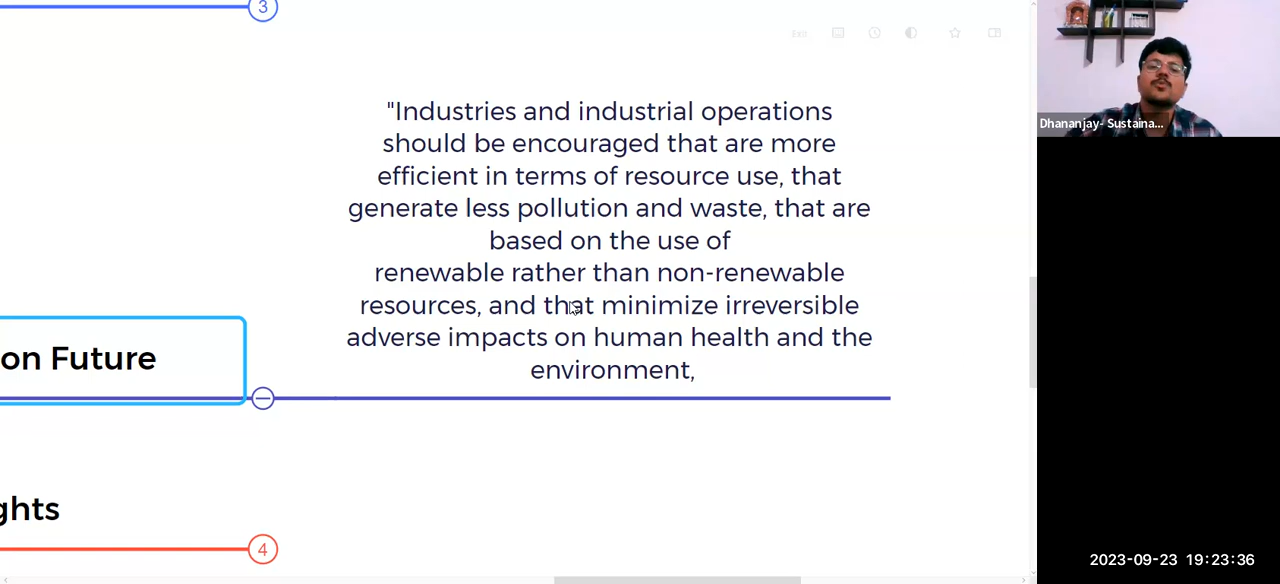 3
Exit
"Industries and industrial operations
should be encouraged that are more
efficient in terms of resource use, that
generate less pollution and waste, that are
based on the use of
renewable rather than non-renewable
resources, and that minimize irreversible
adverse impacts on human health and the
environment,
on Future
ghts
4
Dhananjay- Sustaina...
2023-09-23 19:23:36